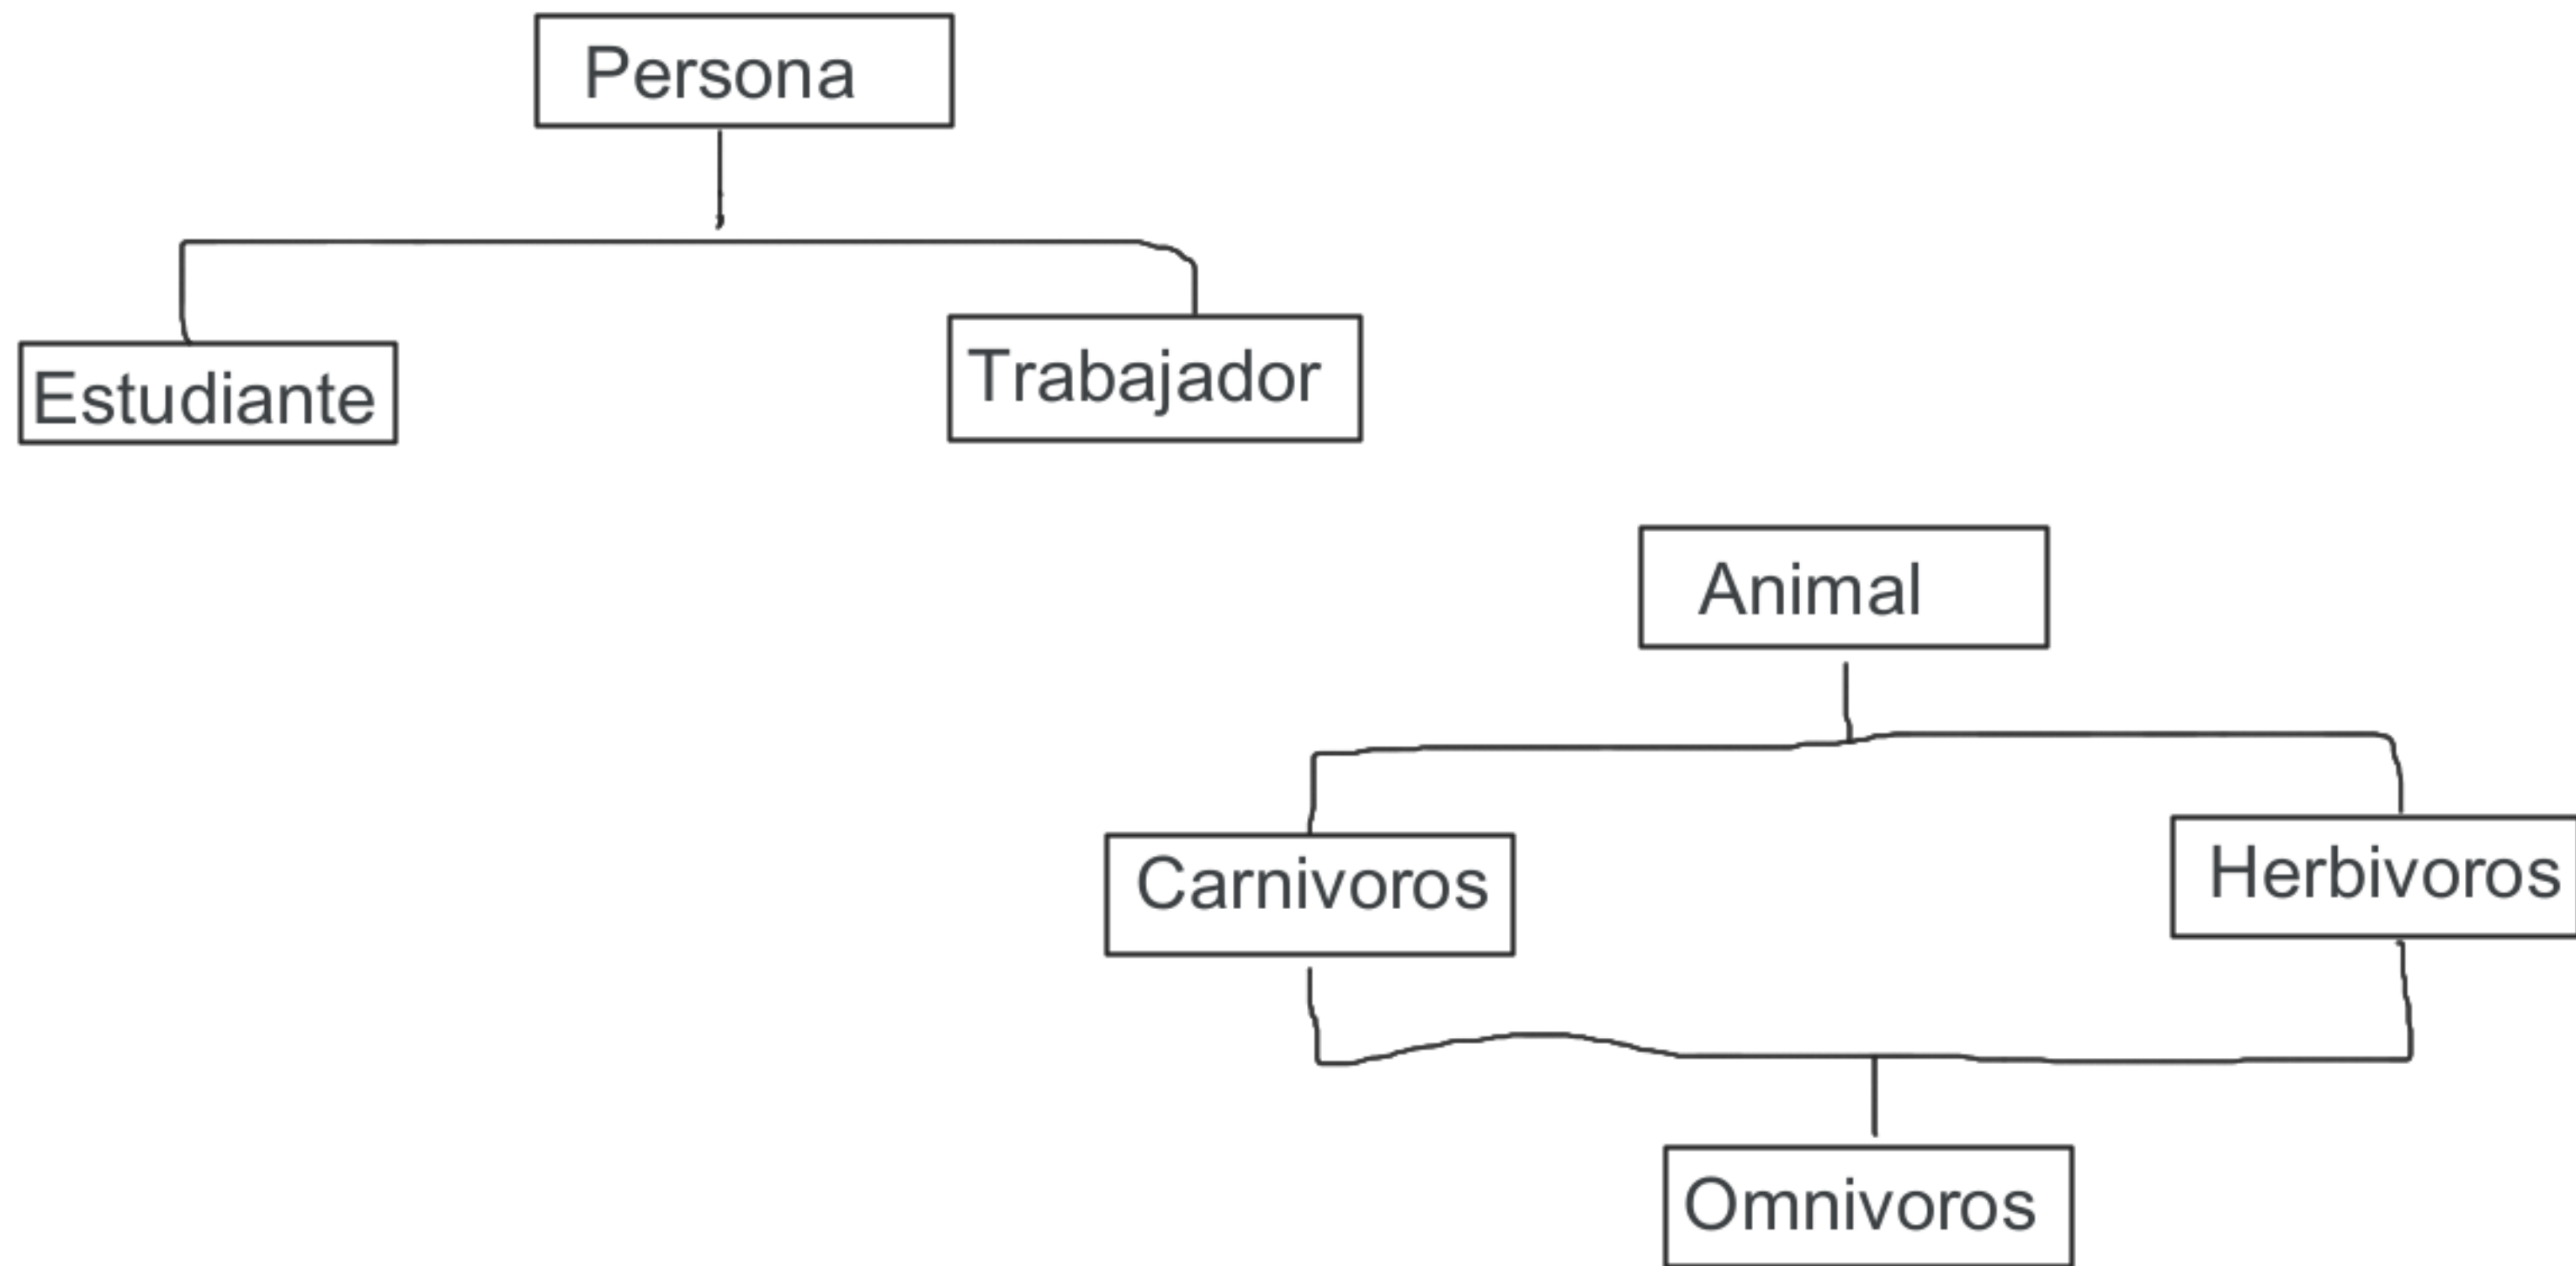 Persona
Estudiante
Trabajador
Animal
Carnivoros
Herbivoros
Omnivoros